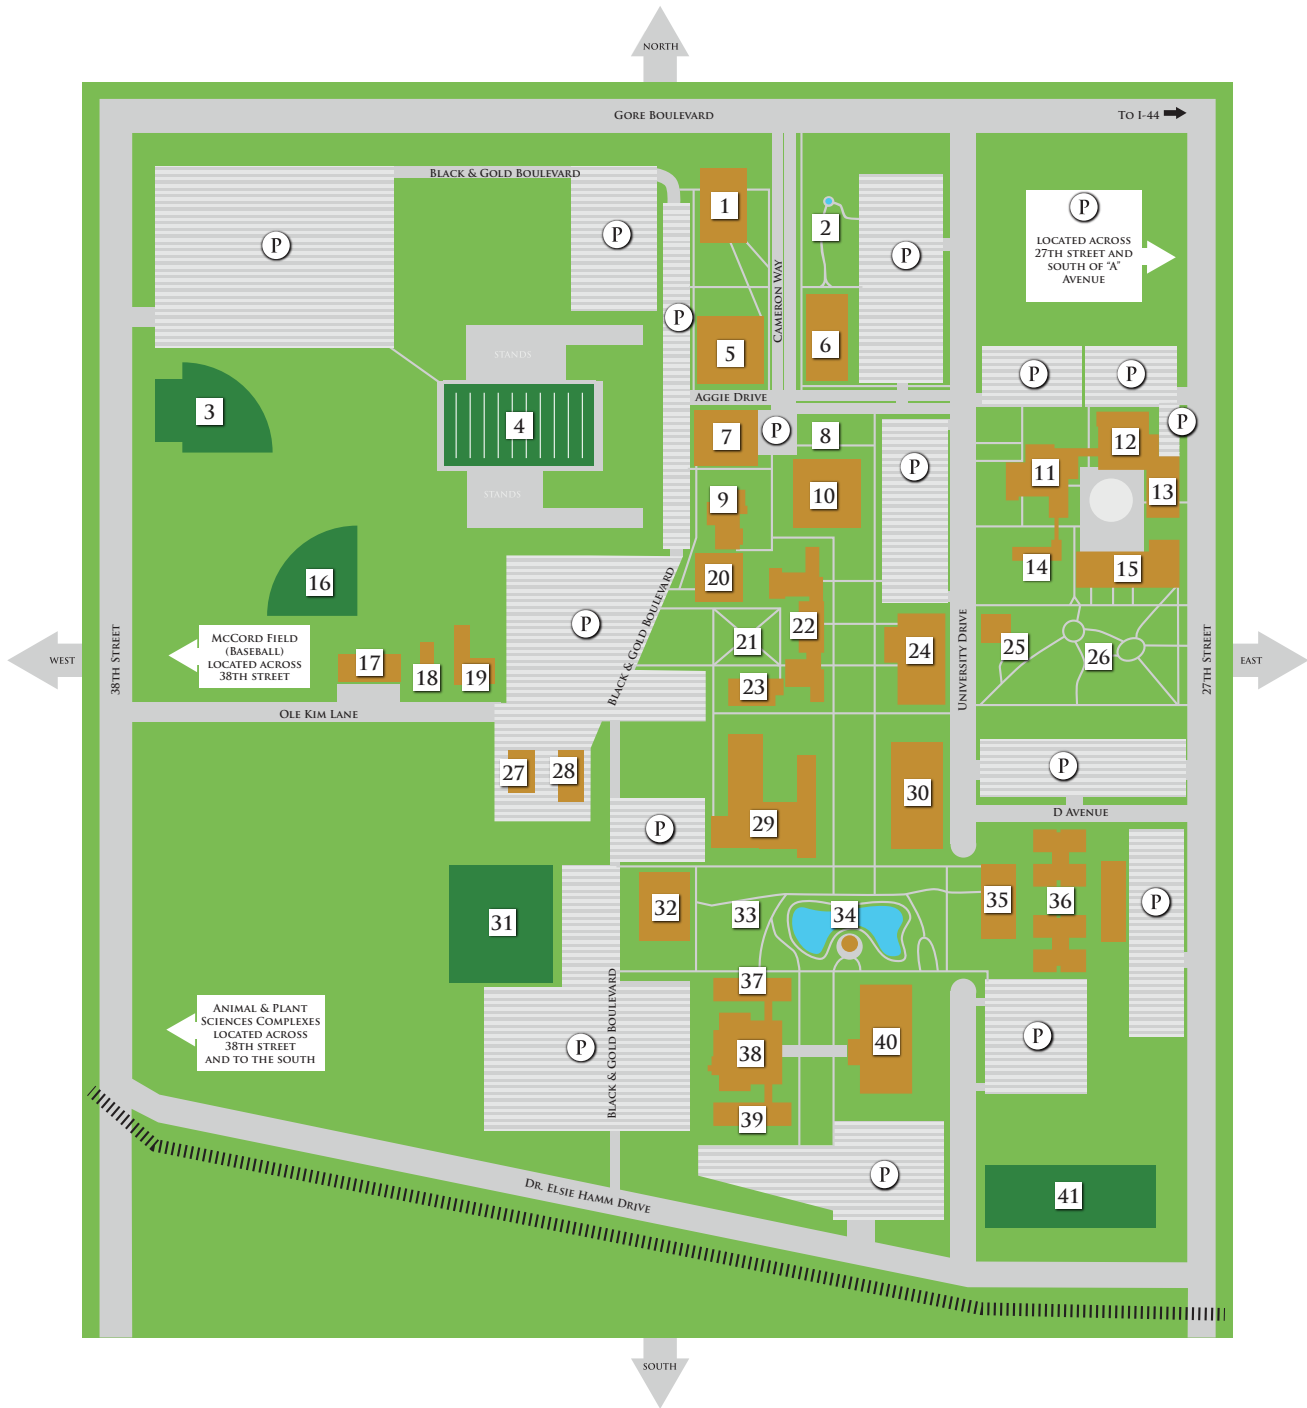 NORTH
GORE BOULEVARD
TO I-44
BLACK & GOLD BOULEVARD
1
P
2
P
LOCATED ACROSS
27TH STREET AND
SOUTH OF "A"
AVENUE
P
P
P
CAMERON WAY
P
STANDS
5
6
P
P
AGGIE DRIVE
3
4
7
P
8
P
12
P
P
11
STANDS
9
10
13
14
15
16
20
P
BLACK & GOLD BOULEVARD
21
22
24
UNIVERSITY DRIVE
25
26
27TH STREET
38TH STREET
MCCORD FIELD
(BASEBALL)
LOCATED ACROSS
38TH STREET
WEST
EAST
17
18
19
23
OLE KIM LANE
27
28
P
29
30
P
D AVENUE
31
32
33
34
35
36
P
37
ANIMAL & PLANT
SCIENCES COMPLEXES
LOCATED ACROSS
38TH STREET
AND TO THE SOUTH
P
BLACK & GOLD BOULEVARD
38
40
P
39
P
DR. ELSIE HAMM DRIVE
41
SOUTH